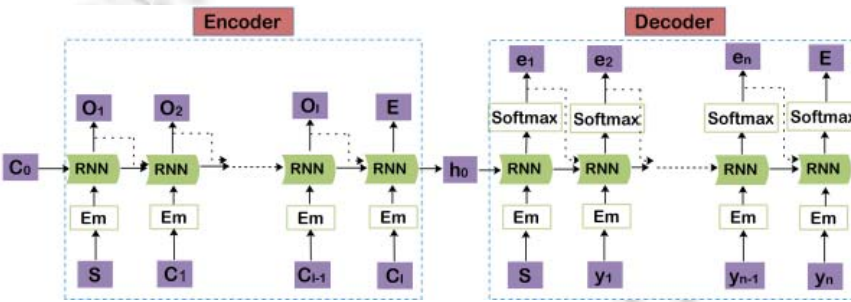 Encoder Decoder
e1 e2 en E
O1 O2 Ol E Softmax Softmax Softmax Softmax
C0 RNN RNN RNN RNN h0 RNN RNN RNN RNN
Em Em Em Em Em Em Em Em
S C1 Cl-1 Cl S y1 yn-1 yn